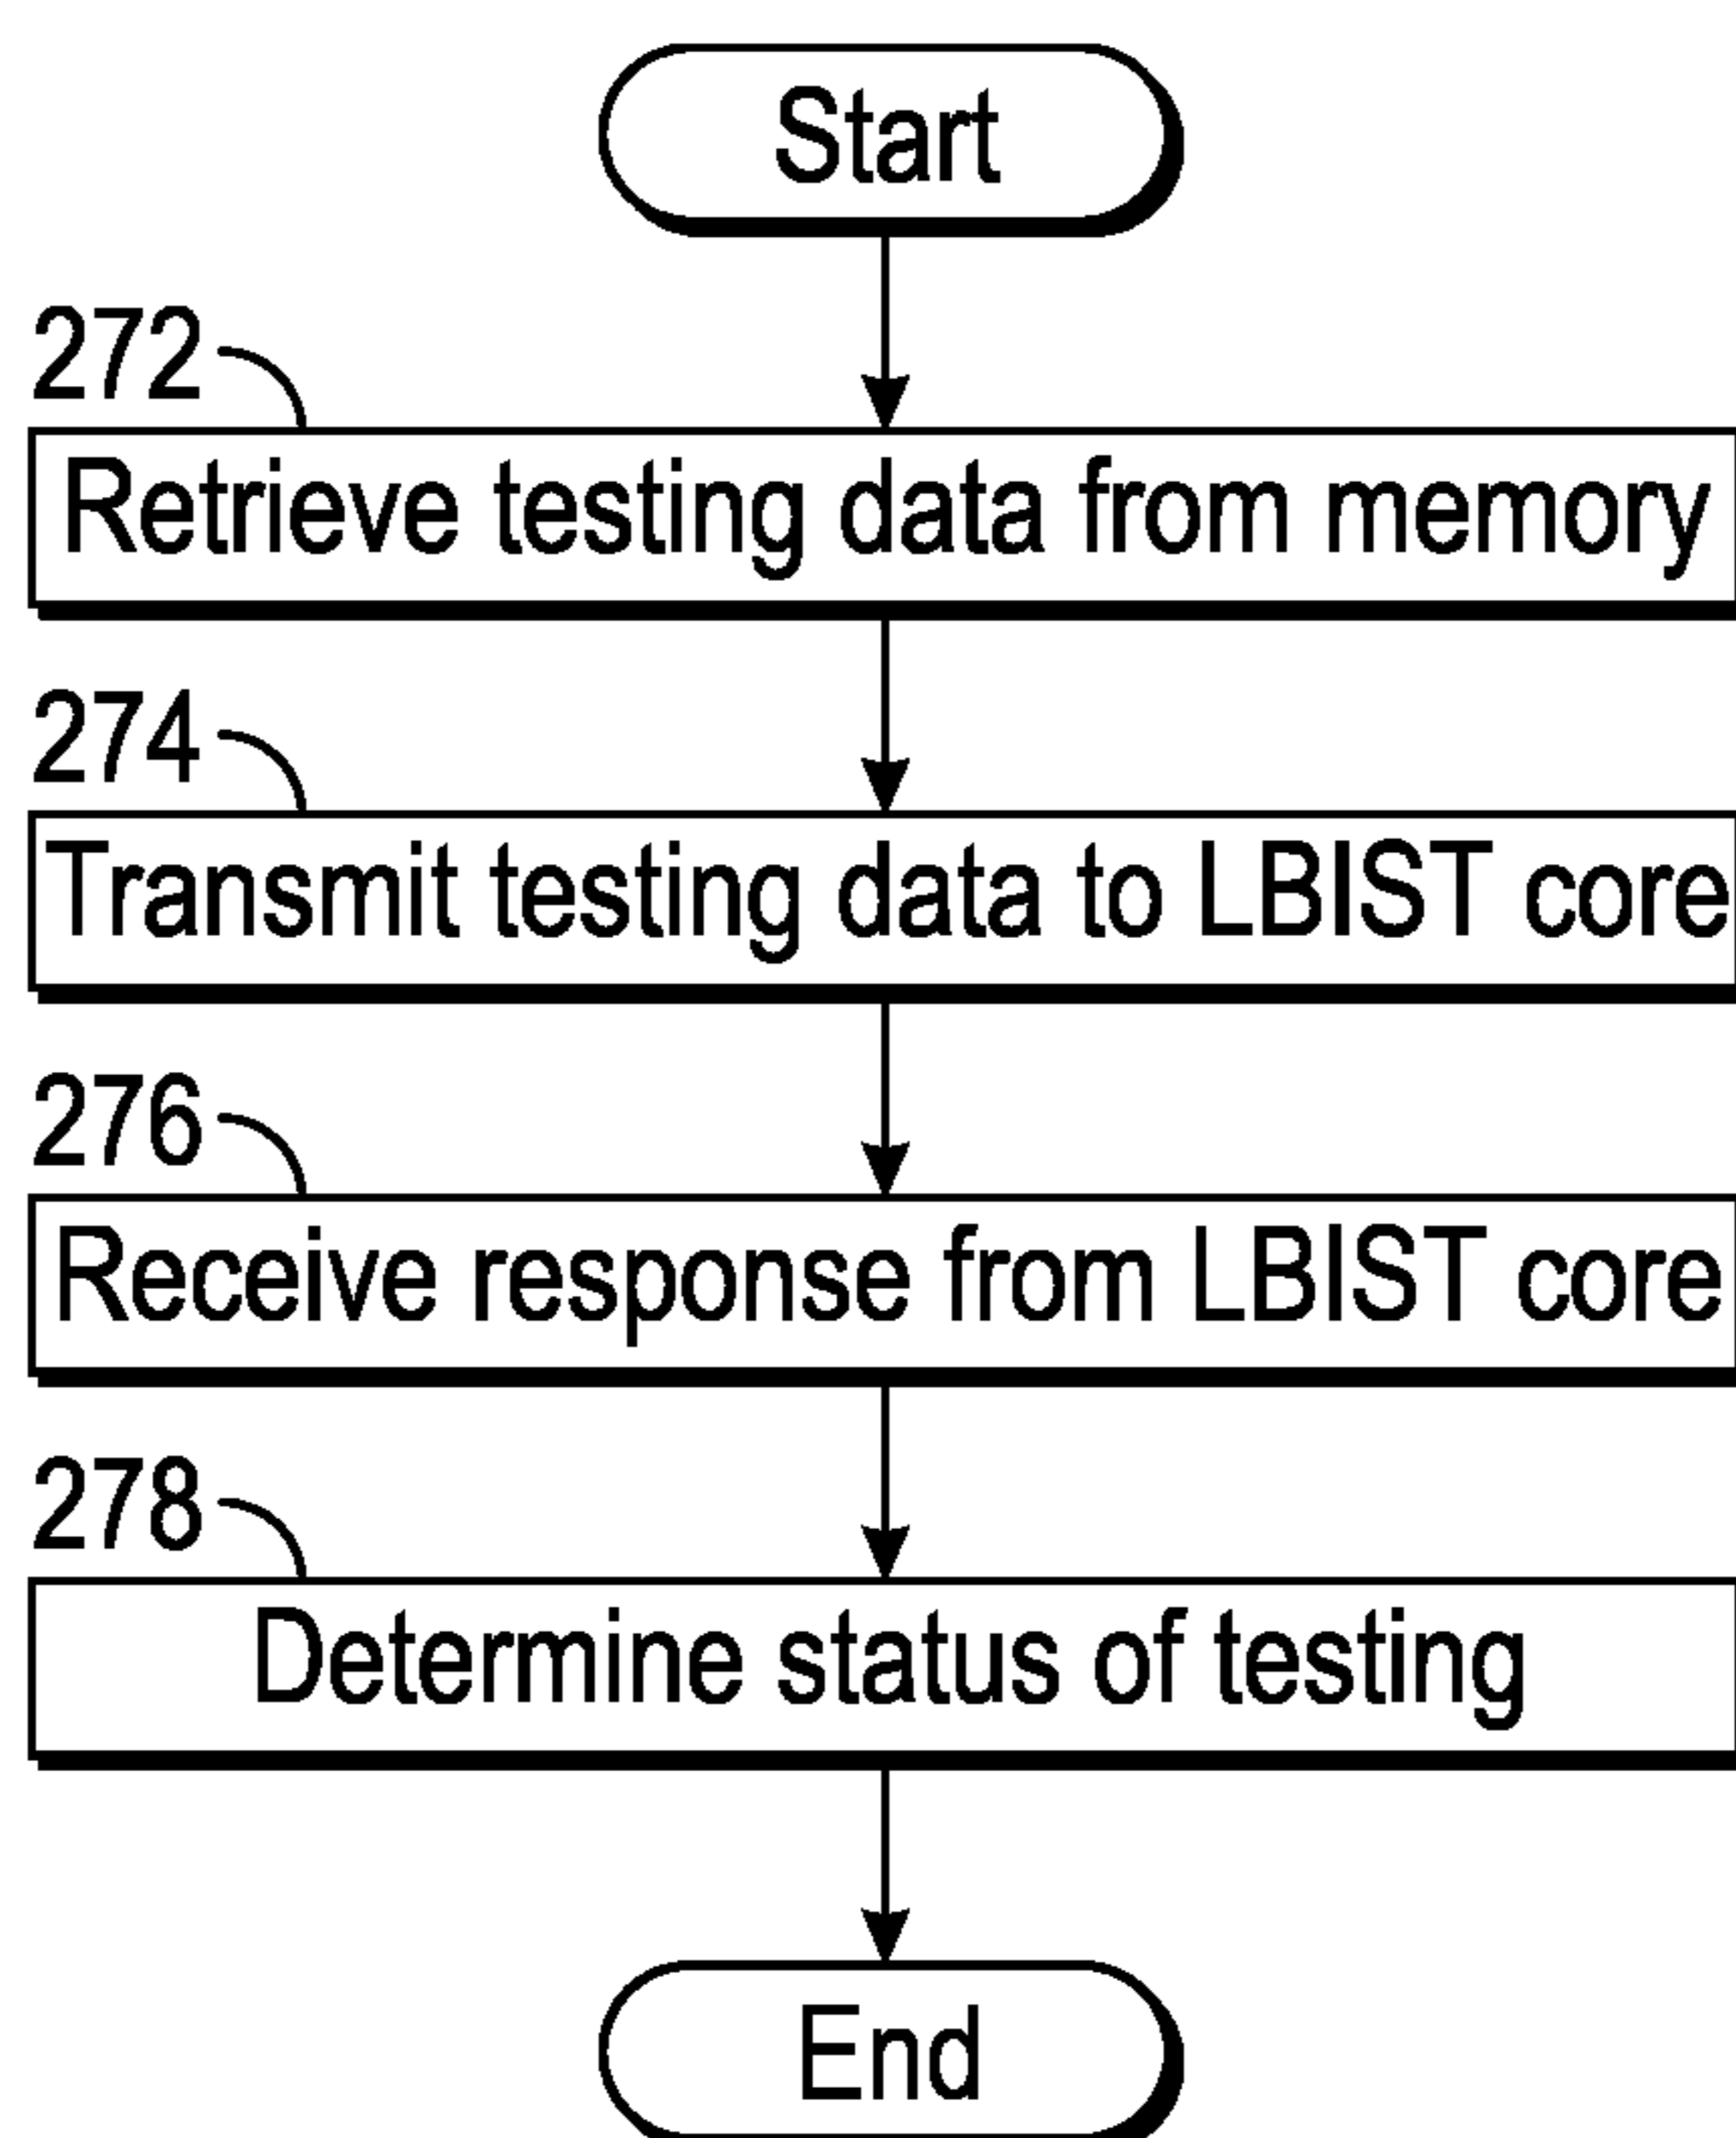 Start
272
Retrieve testing data from memory
274
Transmit testing data to LBIST core
276
Receive response from LBIST core
278
Determine status of testing
End